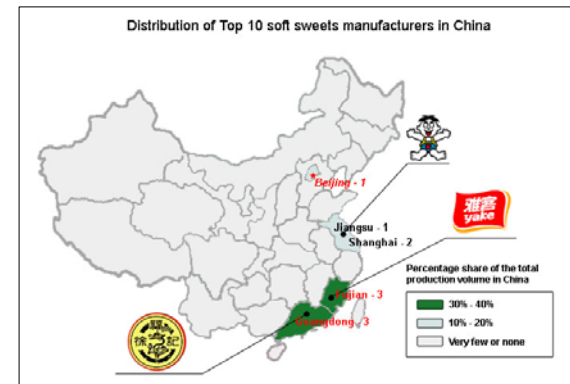 Distribution of Top 10 soft sweets manufacturers in China
Beijing - 1
雅客
yake
Jiangsu - 1
Shanghai - 2
Percentage share of the total
production volume in China
30% - 40%
10% - 20%
Very few or none
Fujian - 3
Guangdong - 3
徐 記